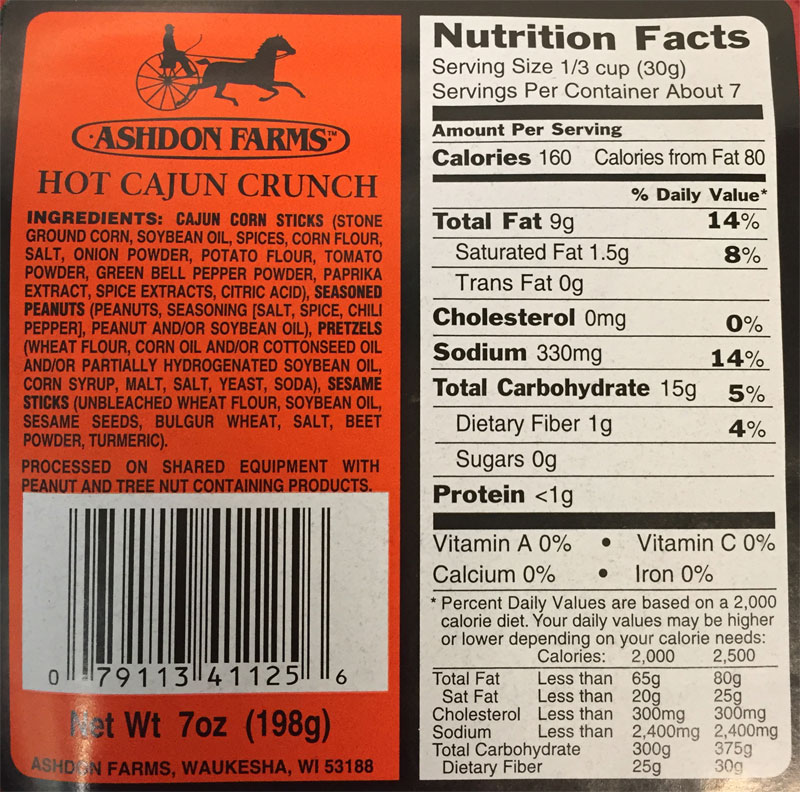 ASHDON FARMS™
HOT CAJUN CRUNCH
INGREDIENTS: CAJUN CORN STICKS (STONE
GROUND CORN, SOYBEAN OIL, SPICES, CORN FLOUR,
SALT, ONION POWDER, POTATO FLOUR, TOMATO
POWDER, GREEN BELL PEPPER POWDER, PAPRIKA
EXTRACT, SPICE EXTRACTS, CITRIC ACID), SEASONED
PEANUTS (PEANUTS, SEASONING [SALT, SPICE, CHILI
PEPPER], PEANUT AND/OR SOYBEAN OIL), PRETZELS
(WHEAT FLOUR, CORN OIL AND/OR COTTONSEED OIL
AND/OR PARTIALLY HYDROGENATED SOYBEAN OIL,
CORN SYRUP, MALT, SALT, YEAST, SODA), SESAME
STICKS (UNBLEACHED WHEAT FLOUR, SOYBEAN OIL,
SESAME SEEDS, BULGUR WHEAT, SALT, BEET
POWDER, TURMERIC).
PROCESSED ON SHARED EQUIPMENT WITH
PEANUT AND TREE NUT CONTAINING PRODUCTS.
0 79113 41125 6
Net Wt 7oz (198g)
ASHDON FARMS, WAUKESHA, WI 53188
Nutrition Facts
Serving Size 1/3 cup (30g)
Servings Per Container About 7
Amount Per Serving
Calories 160 Calories from Fat 80
% Daily Value*
Total Fat 9g 14%
Saturated Fat 1.5g 8%
Trans Fat 0g
Cholesterol 0mg 0%
Sodium 330mg 14%
Total Carbohydrate 15g 5%
Dietary Fiber 1g 4%
Sugars 0g
Protein <1g
Vitamin A 0% • Vitamin C 0%
Calcium 0% • Iron 0%
* Percent Daily Values are based on a 2,000
calorie diet. Your daily values may be higher
or lower depending on your calorie needs:
Calories: 2,000 2,500
Total Fat Less than 65g 80g
Sat Fat Less than 20g 25g
Cholesterol Less than 300mg 300mg
Sodium Less than 2,400mg 2,400mg
Total Carbohydrate 300g 375g
Dietary Fiber 25g 30g